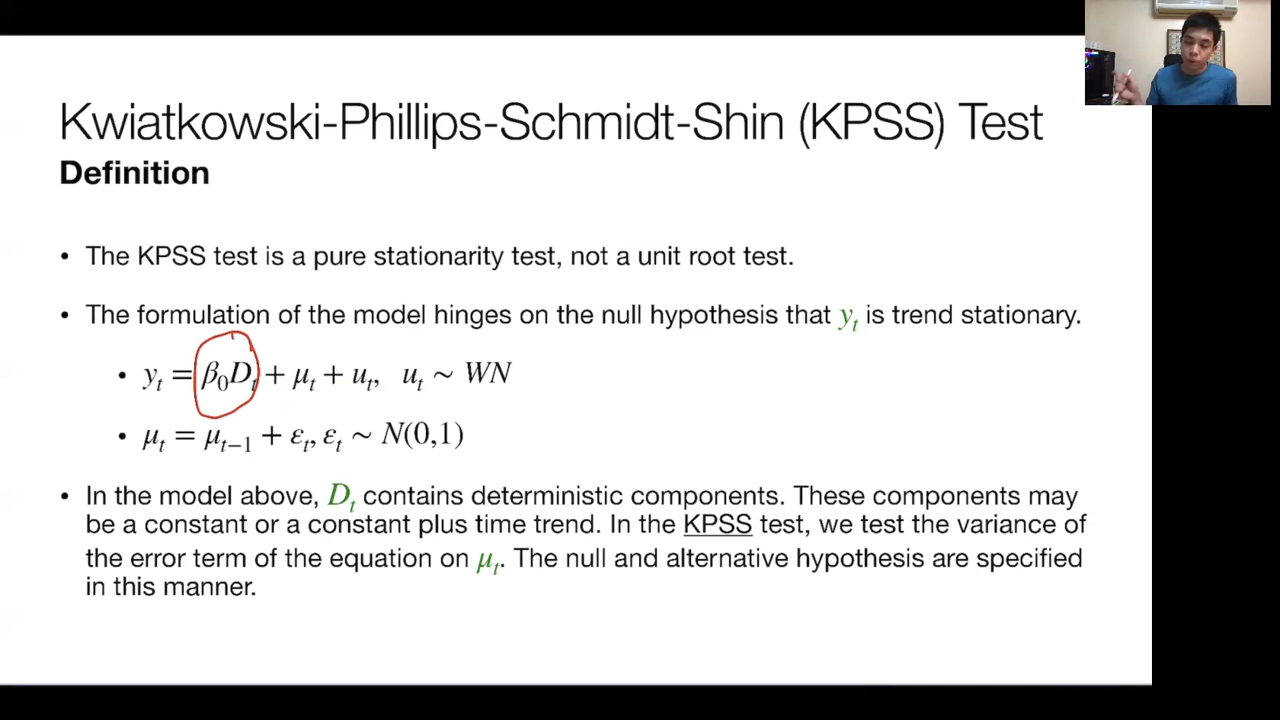 Kwiatkowski-Phillips-Schmidt-Shin (KPSS) Test
Definition
• The KPSS test is a pure stationarity test, not a unit root test.
• The formulation of the model hinges on the null hypothesis that yₜ is trend stationary.
• yₜ = β₀Dₜ + μₜ + uₜ, uₜ ~ WN
• μₜ = μₜ₋₁ + εₜ, εₜ ~ N(0,1)
• In the model above, Dₜ contains deterministic components. These components may
be a constant or a constant plus time trend. In the KPSS test, we test the variance of
the error term of the equation on μₜ. The null and alternative hypothesis are specified
in this manner.